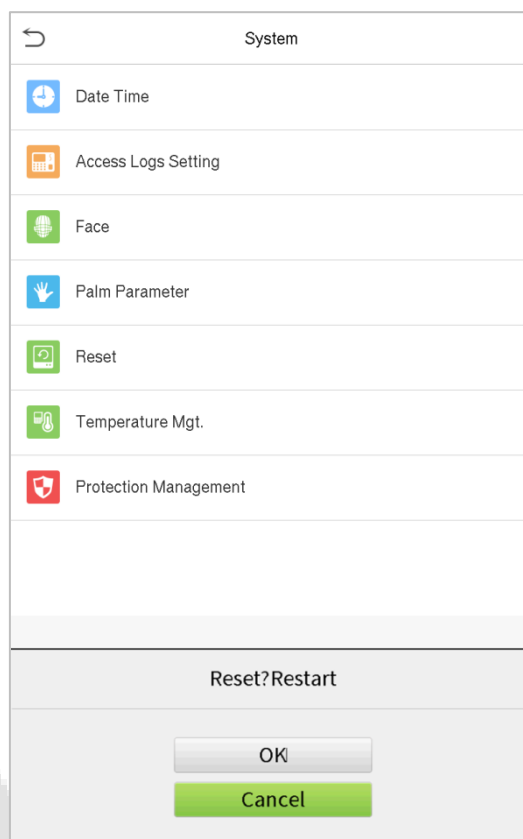 System
Date Time
Access Logs Setting
Face
Palm Parameter
Reset
Temperature Mgt.
Protection Management
Reset?Restart
OK
Cancel